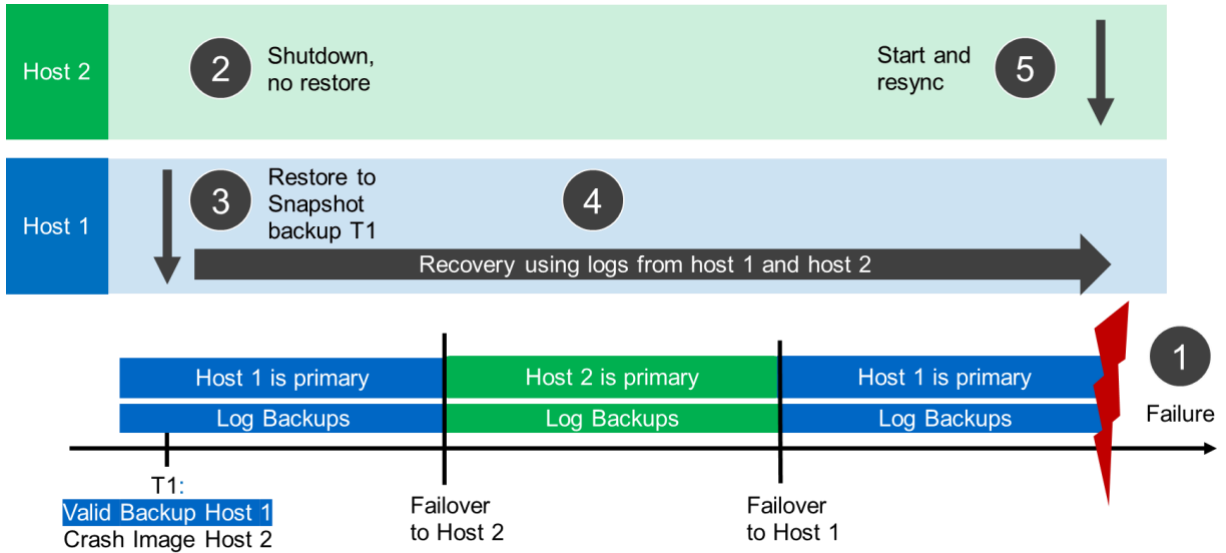 Host 2
2
Shutdown,
no restore
Start and
resync
5
Host 1
3
Restore to
Snapshot
backup T1
4
Recovery using logs from host 1 and host 2
Host 1 is primary
Host 2 is primary
Host 1 is primary
1
Log Backups
Log Backups
Log Backups
Failure
T1:
Valid Backup Host 1
Crash Image Host 2
Failover
to Host 2
Failover
to Host 1